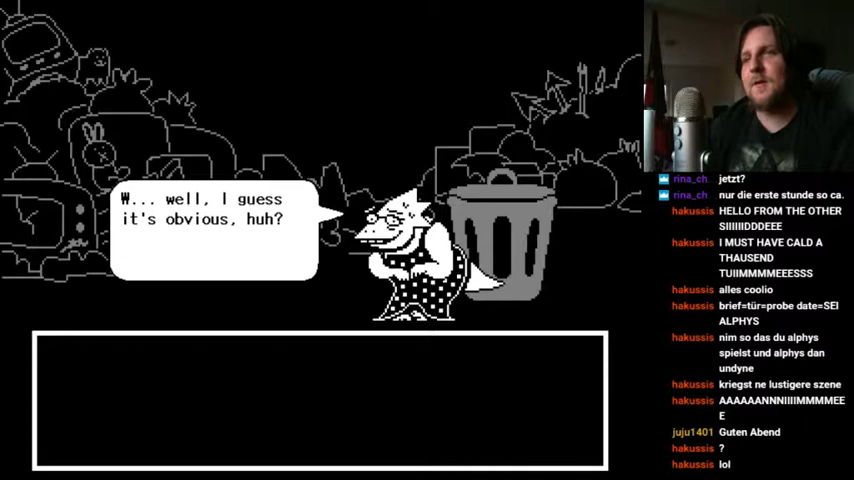 W... well, I guess
it's obvious, huh?
rina_ch. jetzt?
rina_ch. nur die erste stunde so ca.
hakussis HELLO FROM THE OTHER
SIIIIIIDDDEEE
hakussis I MUST HAVE CALD A
THAUSEND
TUIIMMMMEEESSS
hakussis alles coolio
hakussis brief=tür=probe date=SEI
ALPHYS
hakussis nim so das du alphys
spielst und alphys dan
undyne
hakussis kriegst ne lustigere szene
hakussis AAAAAANNNIIIIMMMMEE
E
juju1401 Guten Abend
hakussis ?
hakussis lol